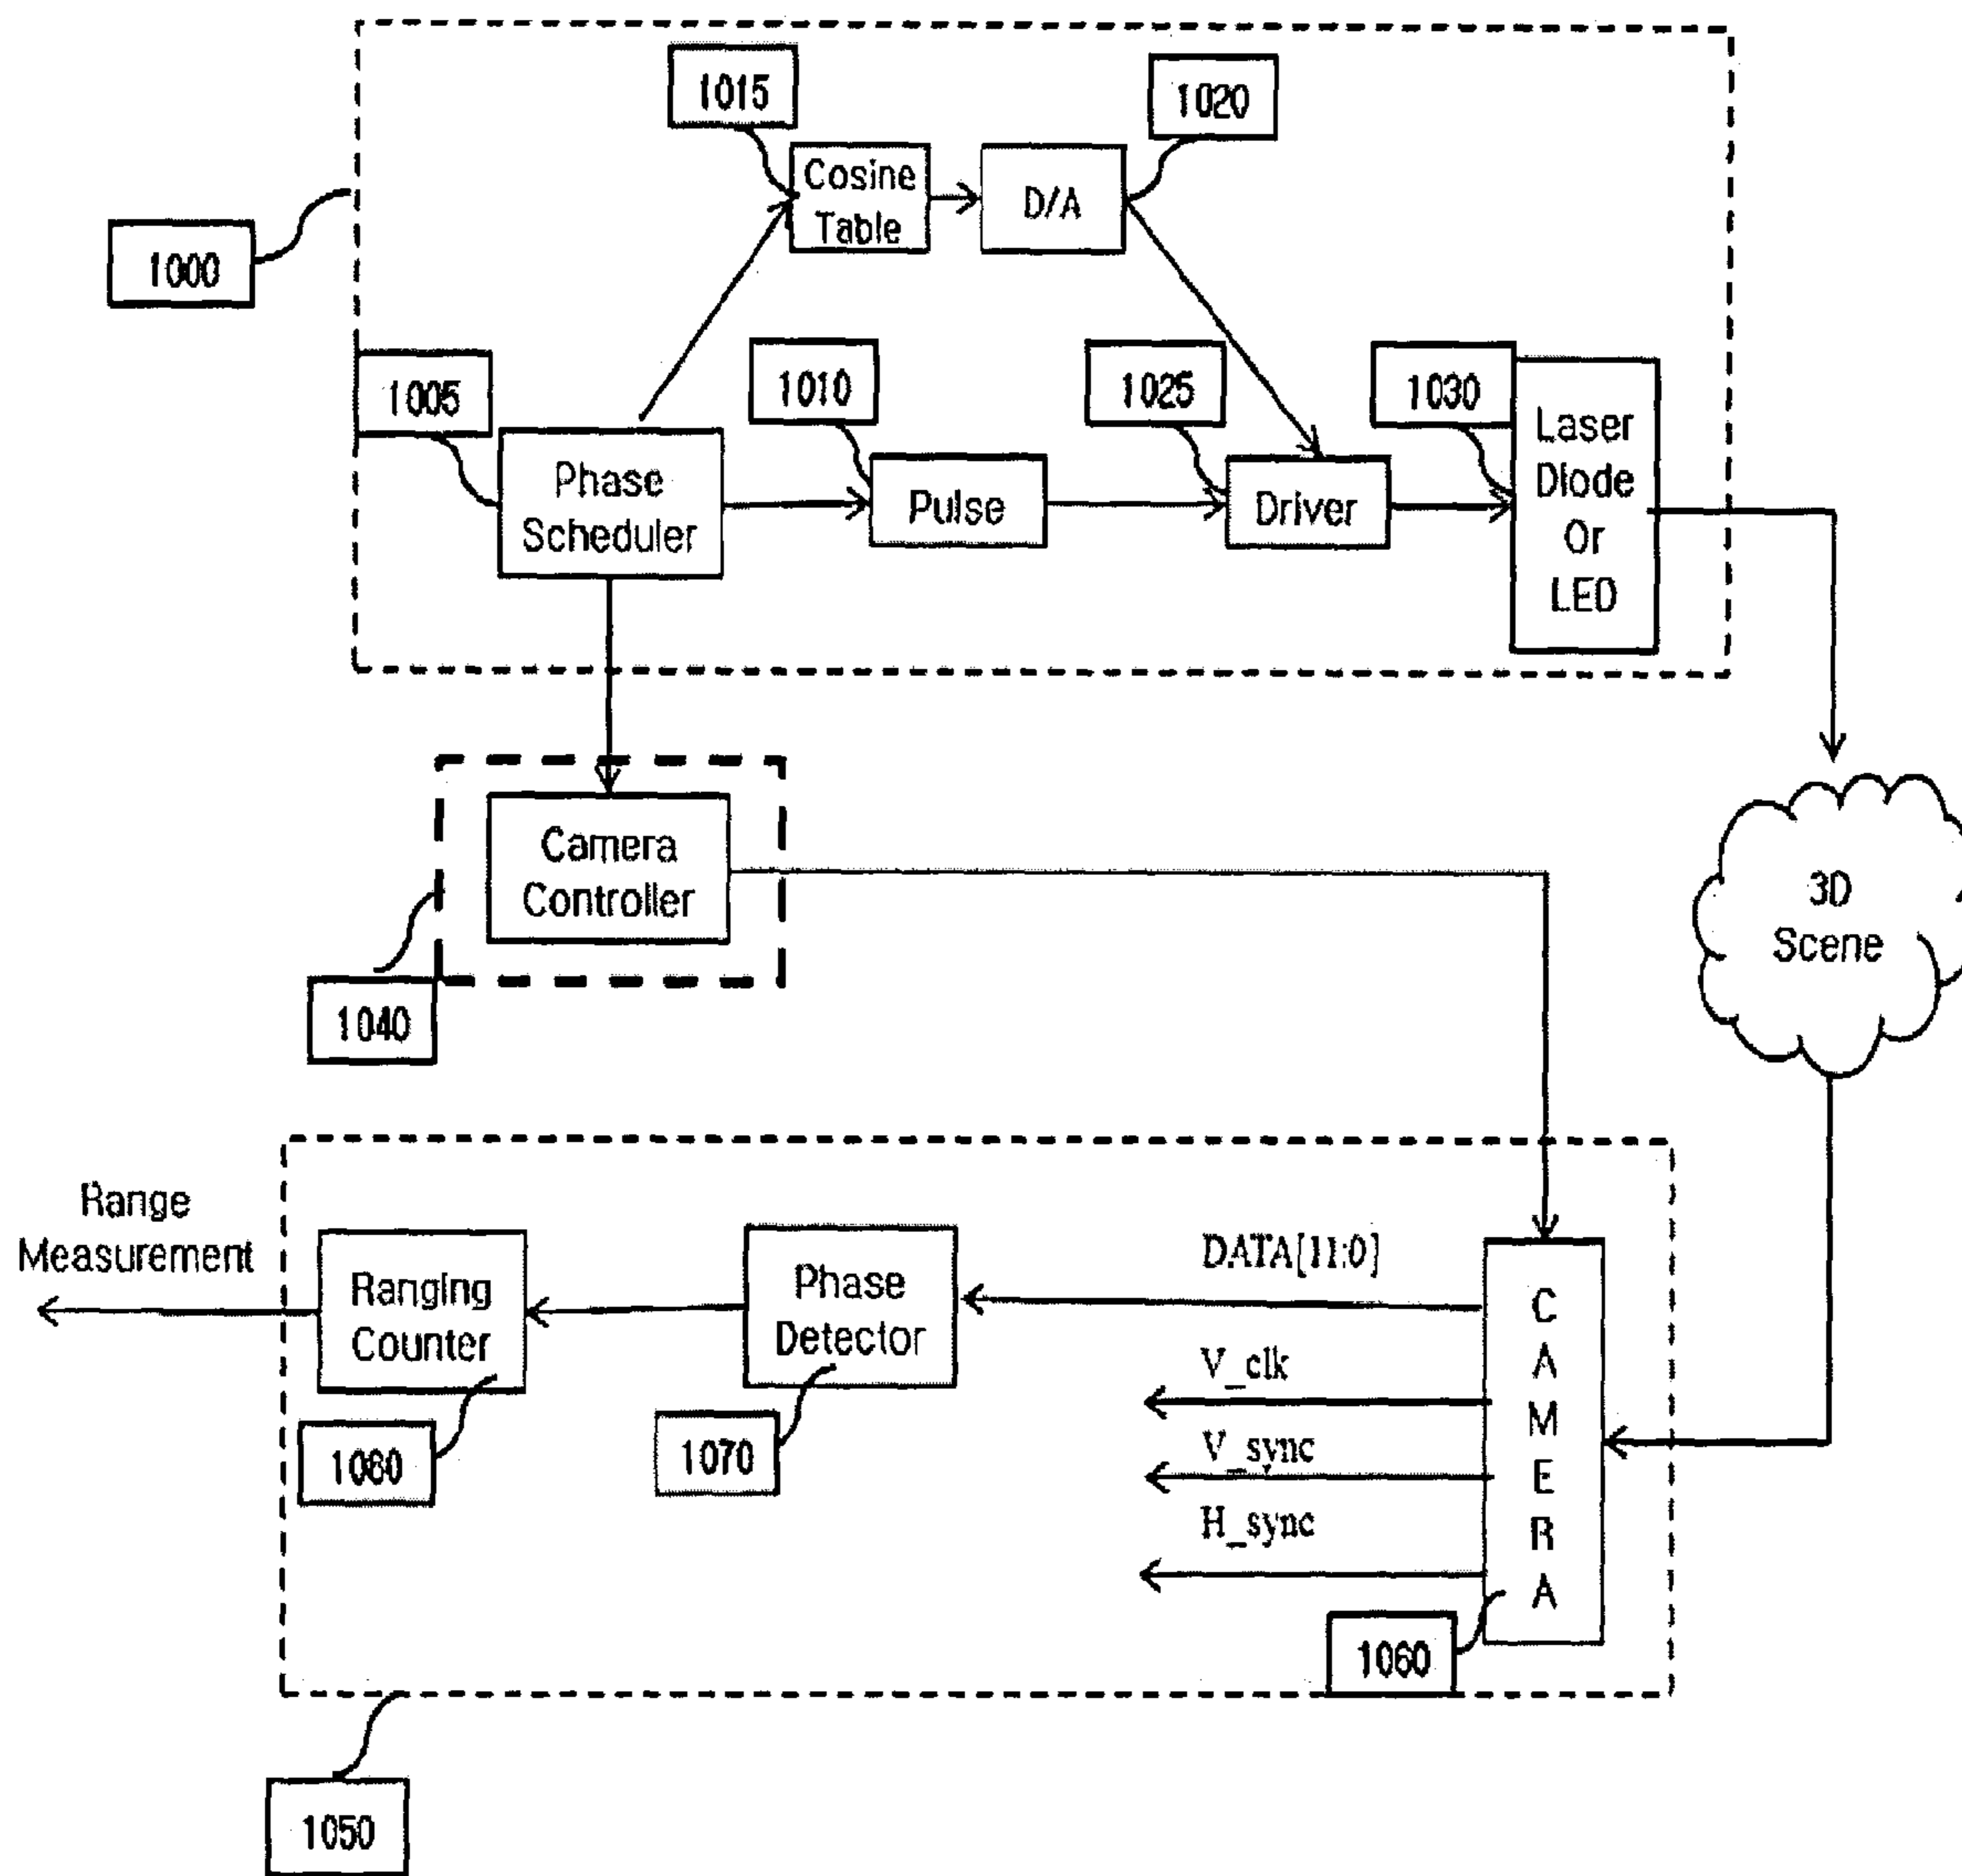 1015
1020
Cosine
Table
D/A
1000
1005
1010
1025
1030
Phase
Scheduler
Pulse
Driver
Laser
Diode
Or
LED
Camera
Controller
1040
3D
Scene
Range
Measurement
Ranging
Counter
Phase
Detector
DATA[11:0]
V_clk
V_sync
H_sync
C
A
M
E
R
A
1080
1070
1060
1050